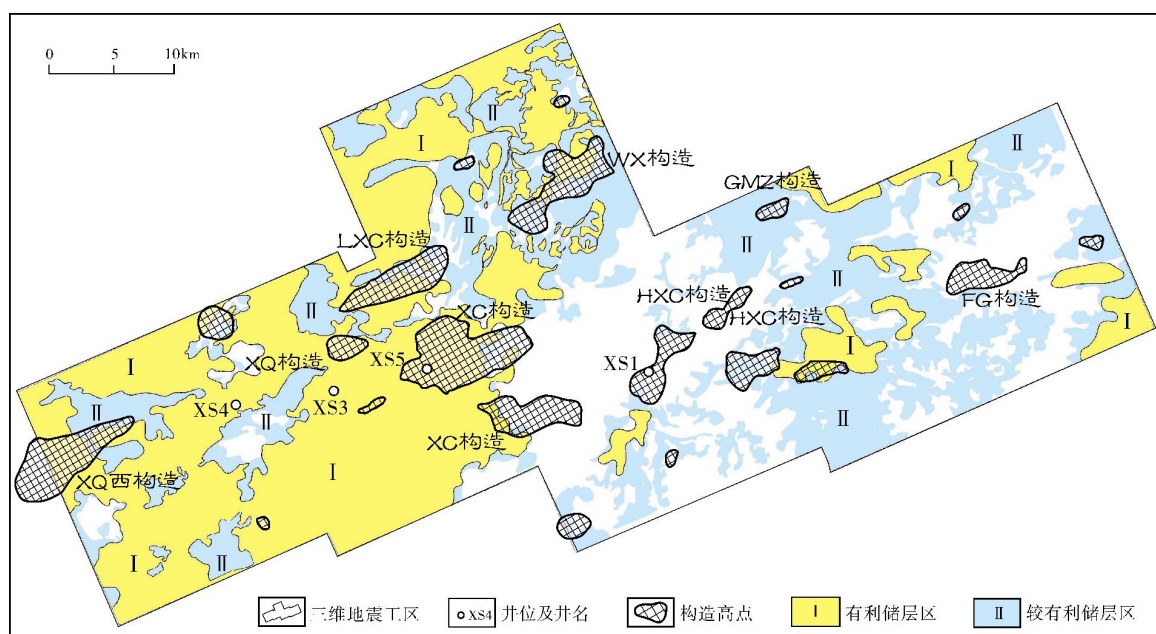 0 5 10km
Ⅱ
Ⅰ
WX构造
Ⅱ
Ⅰ
GMZ构造
Ⅱ
LXC构造
Ⅱ
Ⅱ
HXC构造
FG构造
Ⅱ
XC构造
HXC构造
Ⅰ
XQ构造
XS5
Ⅰ
Ⅰ
XS1
XS4
XS3
Ⅱ
Ⅱ
Ⅱ
XC构造
Ⅰ
XQ西构造
Ⅰ
Ⅱ
三维地震工区
XS4 井位及井名
构造高点
Ⅰ 有利储层区
Ⅱ 较有利储层区